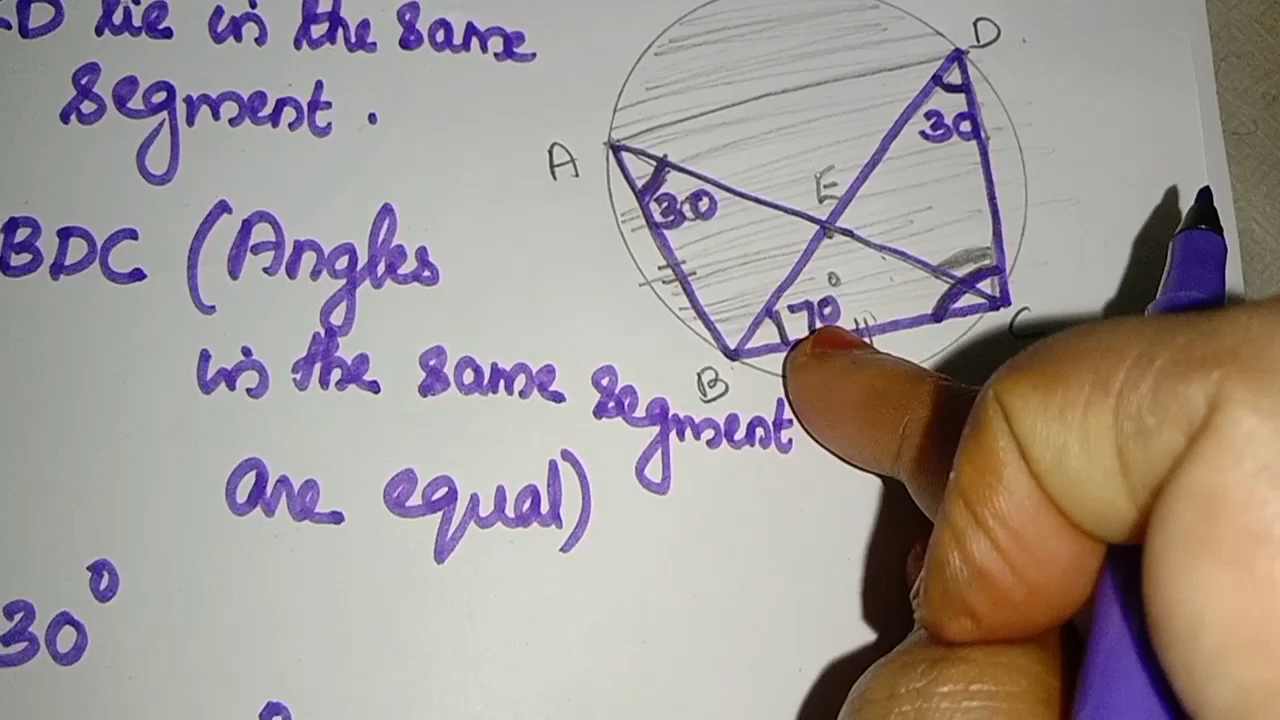 .D lie in the same
segment.
BDC (Angles
in the same segment
are equal)
30°
D
30
A
E
30
70°
C
B